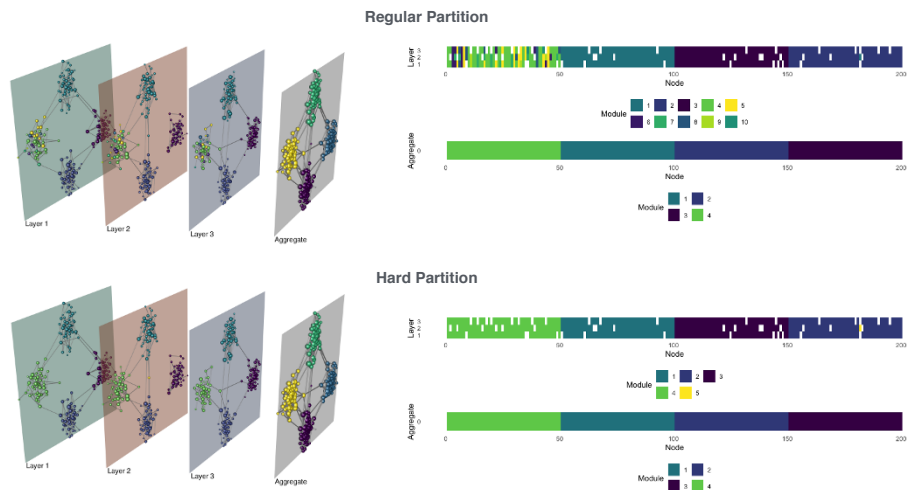 Regular Partition
Layer
3
2
1
0
50
100
150
200
Node
Module
1 2 3 4 5
6 7 8 9 10
Aggregate
0
0
50
100
150
200
Node
Module
1 2
3 4
Layer 1
Layer 2
Layer 3
Aggregate
Hard Partition
Layer
3
2
1
0
50
100
150
200
Node
Module
1 2 3
4 5
Aggregate
0
0
50
100
150
200
Node
Module
1 2
3 4
Layer 1
Layer 2
Layer 3
Aggregate